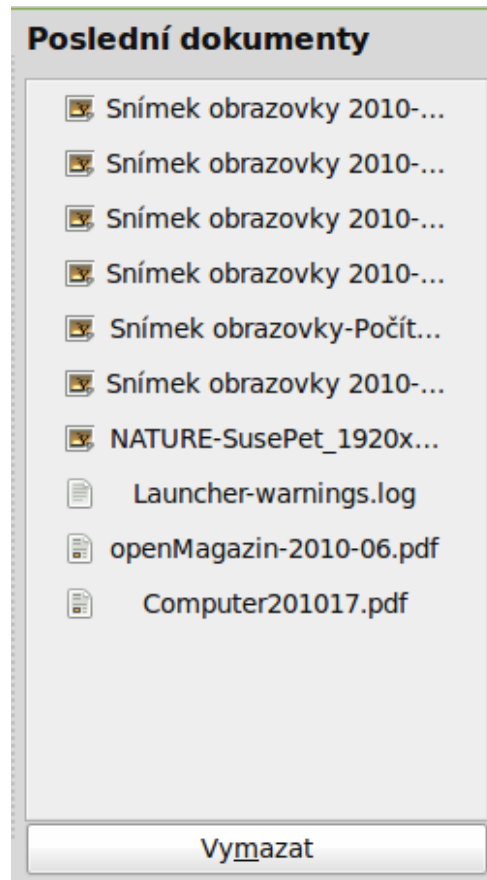 Poslední dokumenty
Snímek obrazovky 2010-...
Snímek obrazovky 2010-...
Snímek obrazovky 2010-...
Snímek obrazovky 2010-...
Snímek obrazovky-Počít...
Snímek obrazovky 2010-...
NATURE-SusePet_1920x...
Launcher-warnings.log
openMagazin-2010-06.pdf
Computer201017.pdf
Vymazat